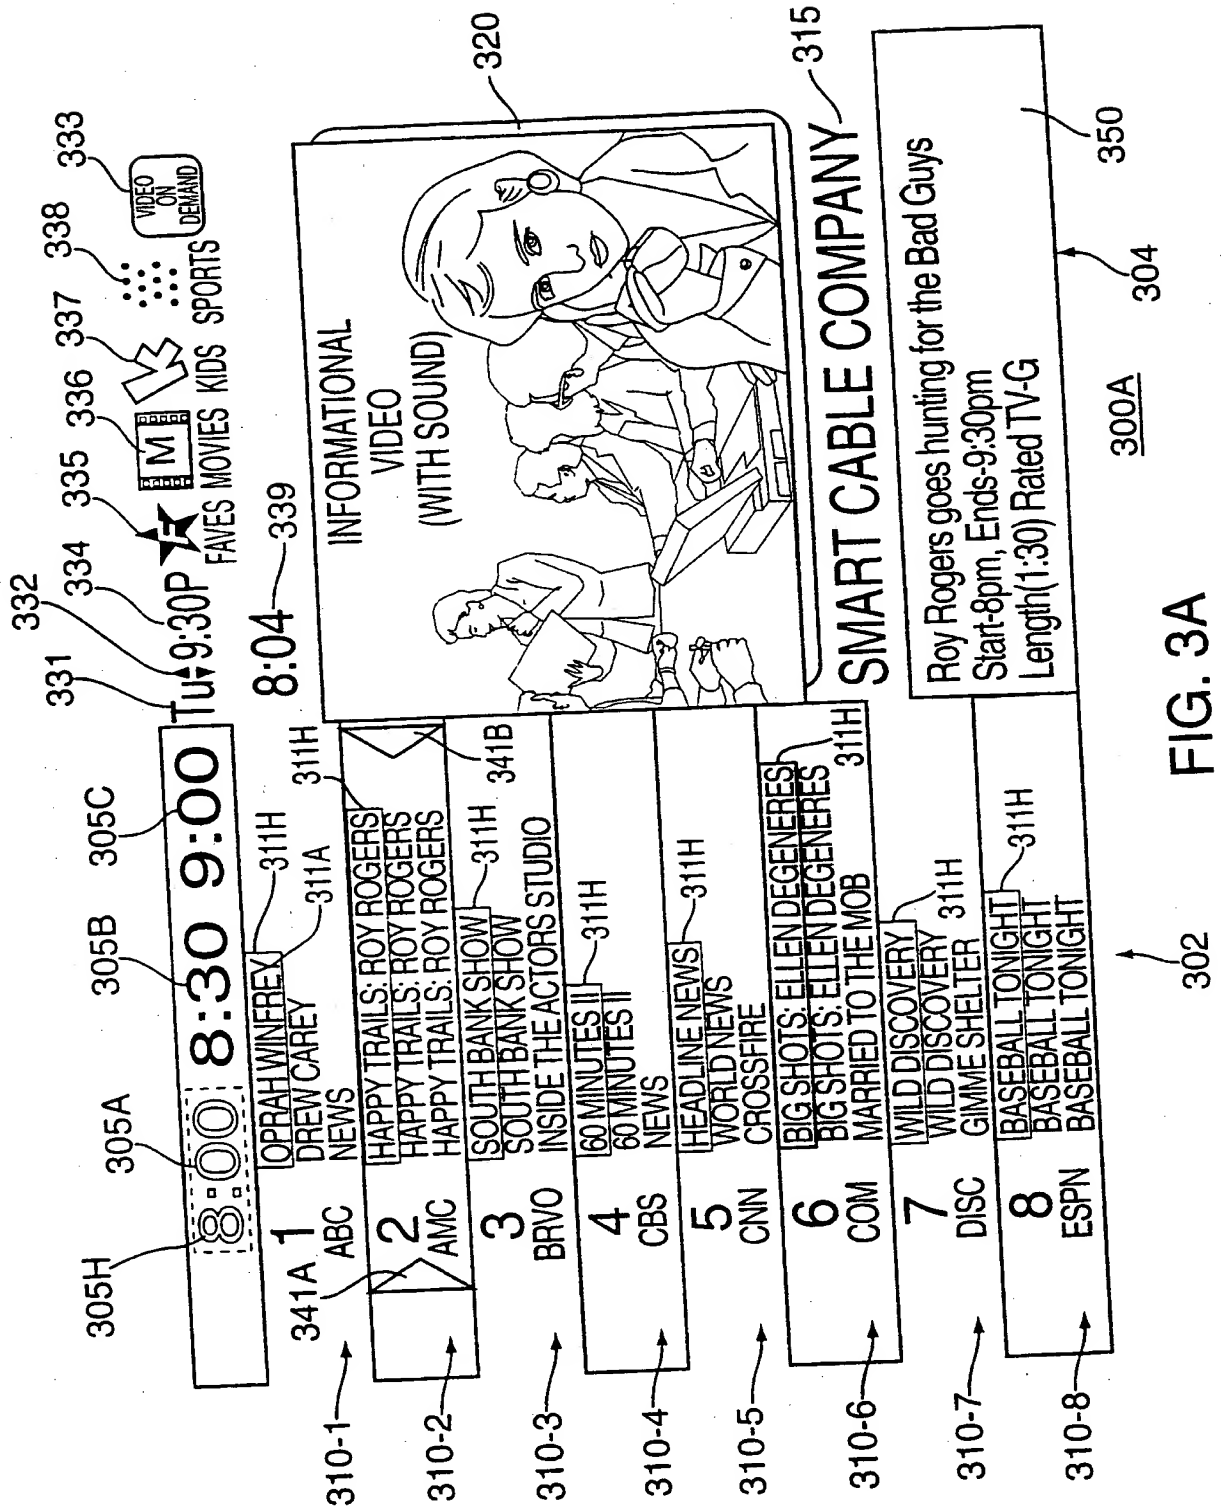 332
331
334
335
336
337
338
333
305H
305A
305B
305C
8:00 8:30 9:00
Tu
9:30P
F
FAVES
M
MOVIES
K
KIDS
SPORTS
VIDEO
ON
DEMAND
8:04
339
341A
1
ABC
OPRAH WINFREY
DREW CAREY
NEWS
311H
311A
310-1
2
AMC
HAPPY TRAILS: ROY ROGERS
HAPPY TRAILS: ROY ROGERS
HAPPY TRAILS: ROY ROGERS
311H
341B
310-2
3
BRVO
SOUTH BANK SHOW
SOUTH BANK SHOW
INSIDE THE ACTORS STUDIO
311H
310-3
4
CBS
60 MINUTES II
60 MINUTES II
NEWS
311H
310-4
5
CNN
HEADLINE NEWS
WORLD NEWS
CROSSFIRE
311H
310-5
6
COM
BIG SHOTS: ELLEN DEGENERES
BIG SHOTS: ELLEN DEGENERES
MARRIED TO THE MOB
311H
310-6
7
DISC
WILD DISCOVERY
WILD DISCOVERY
GIMME SHELTER
311H
310-7
8
ESPN
BASEBALL TONIGHT
BASEBALL TONIGHT
BASEBALL TONIGHT
311H
310-8
INFORMATIONAL
VIDEO
(WITH SOUND)
320
SMART CABLE COMPANY
315
Roy Rogers goes hunting for the Bad Guys
Start-8pm, Ends-9:30pm
Length(1:30) Rated TV-G
350
302
304
300A
FIG. 3A